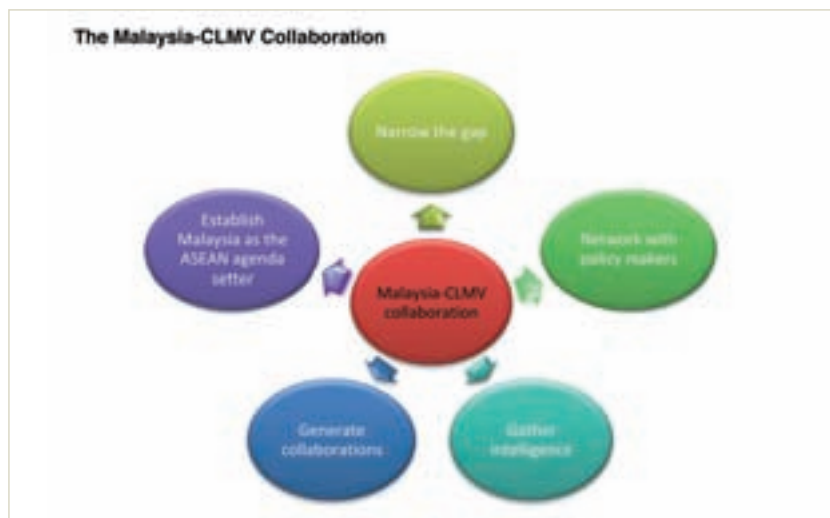 The Malaysia-CLMV Collaboration
Narrow the gap
Establish
Malaysia as the
ASEAN agenda
setter
Network with
policy makers
Malaysia-CLMV
collaboration
Generate
collaborations
Gather
intelligence